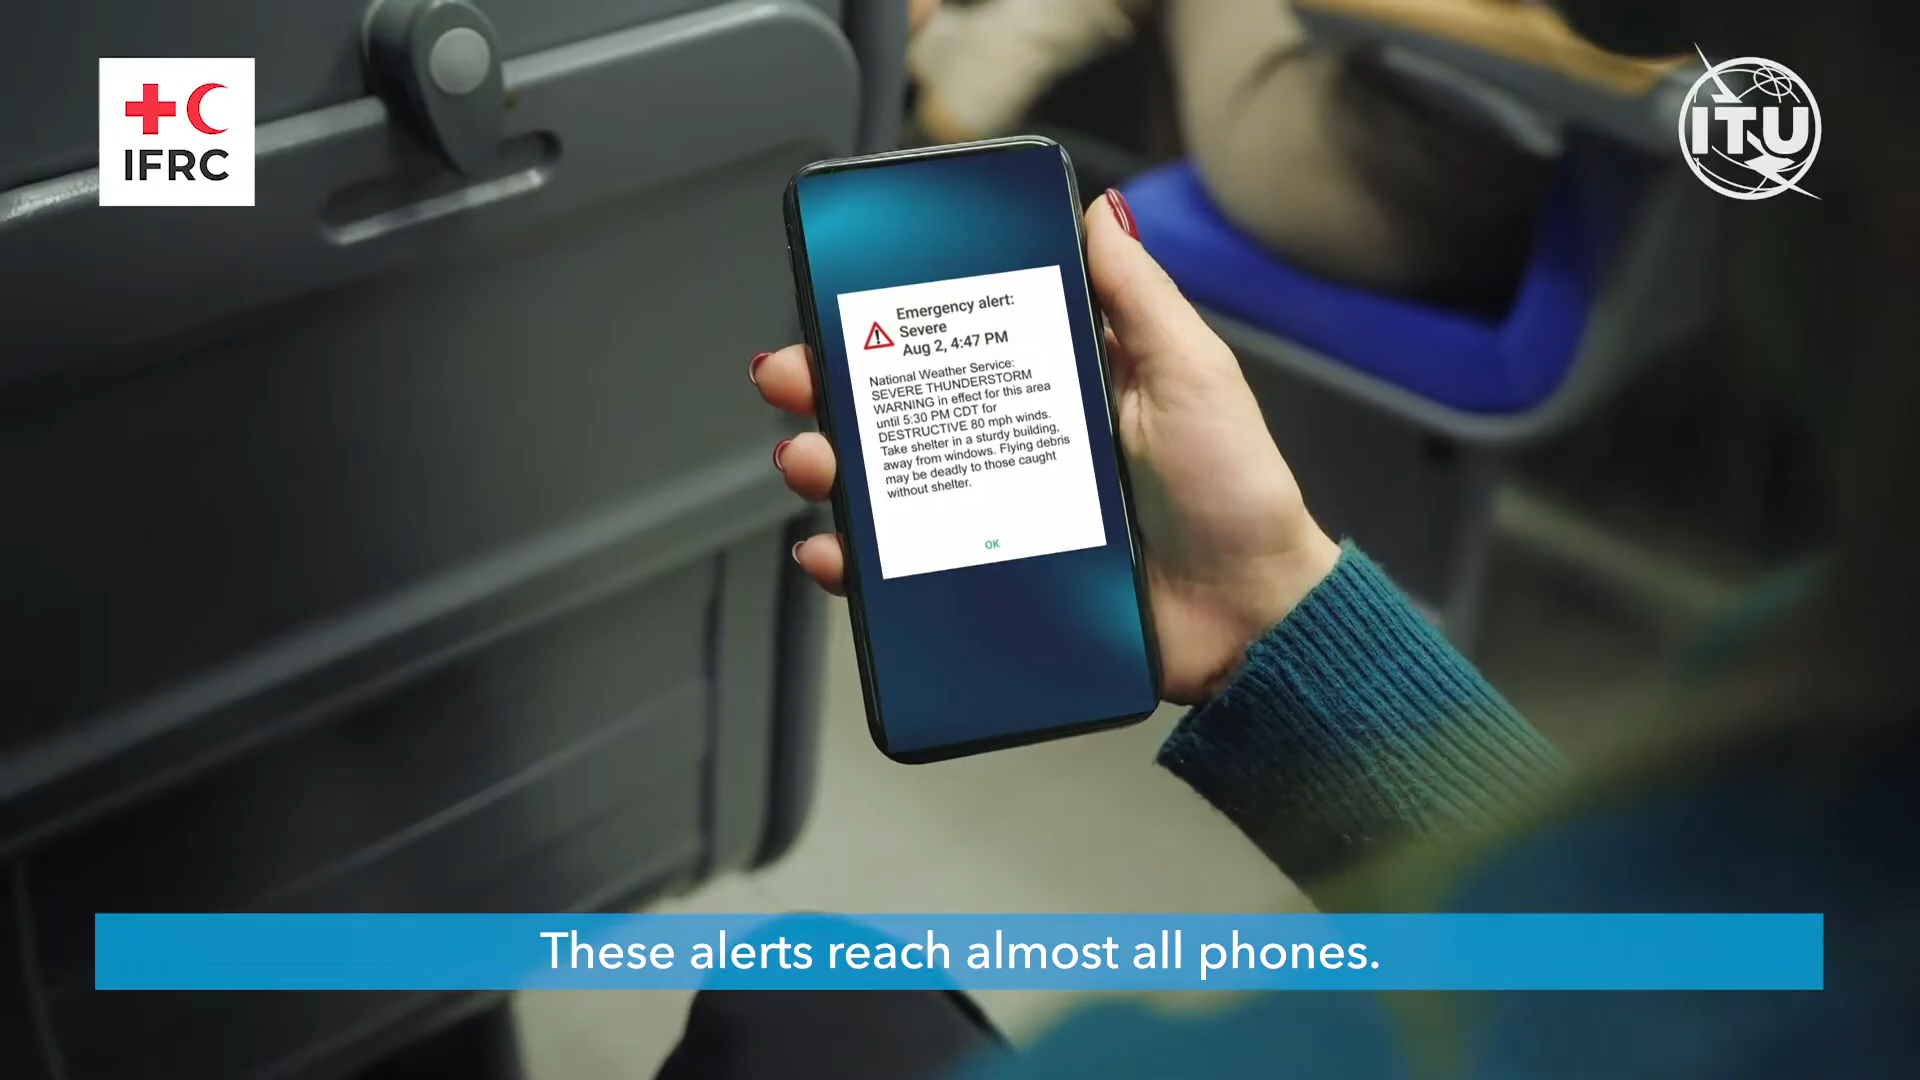 IFRC
ITU
Emergency alert:
Severe
Aug 2, 4:47 PM
National Weather Service:
SEVERE THUNDERSTORM
WARNING in effect for this area
until 5:30 PM CDT for
DESTRUCTIVE 80 mph winds.
Take shelter in a sturdy building,
away from windows. Flying debris
may be deadly to those caught
without shelter.
OK
These alerts reach almost all phones.